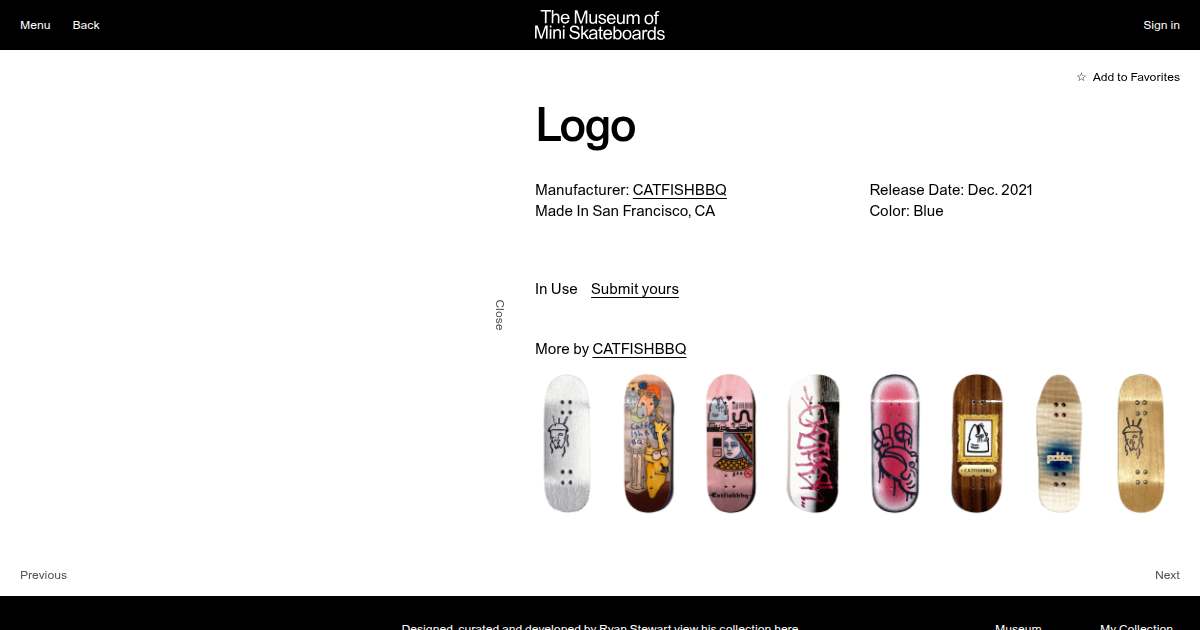 Menu
Back
The Museum of
Mini Skateboards
Sign in
☆ Add to Favorites
Logo
Manufacturer: CATFISHBBQ
Made In San Francisco, CA
Release Date: Dec. 2021
Color: Blue
In Use Submit yours
Close
More by CATFISHBBQ
Catfishbbq
CATFISHBBQ
Previous
Next
Designed, curated and developed by Ryan Stewart view his collection here
Museum
My Collection